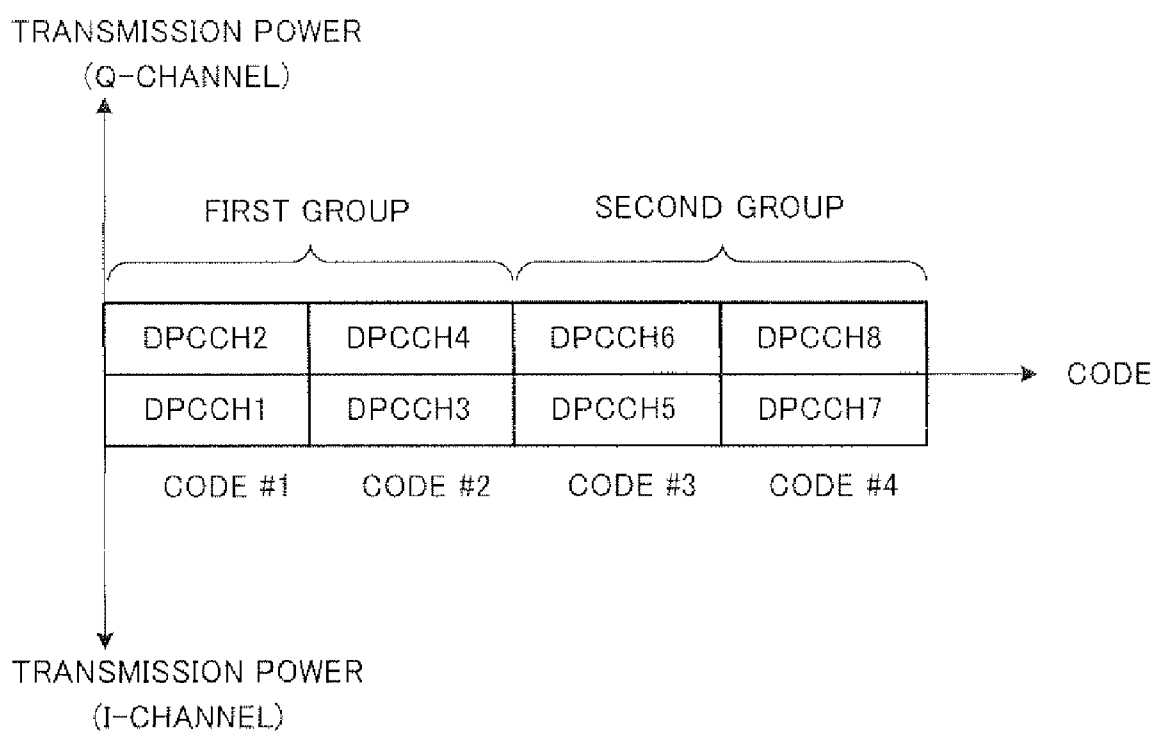 TRANSMISSION POWER
(Q-CHANNEL)
FIRST GROUP
SECOND GROUP
DPCCH2
DPCCH4
DPCCH6
DPCCH8
CODE
DPCCH1
DPCCH3
DPCCH5
DPCCH7
CODE #1
CODE #2
CODE #3
CODE #4
TRANSMISSION POWER
(I-CHANNEL)